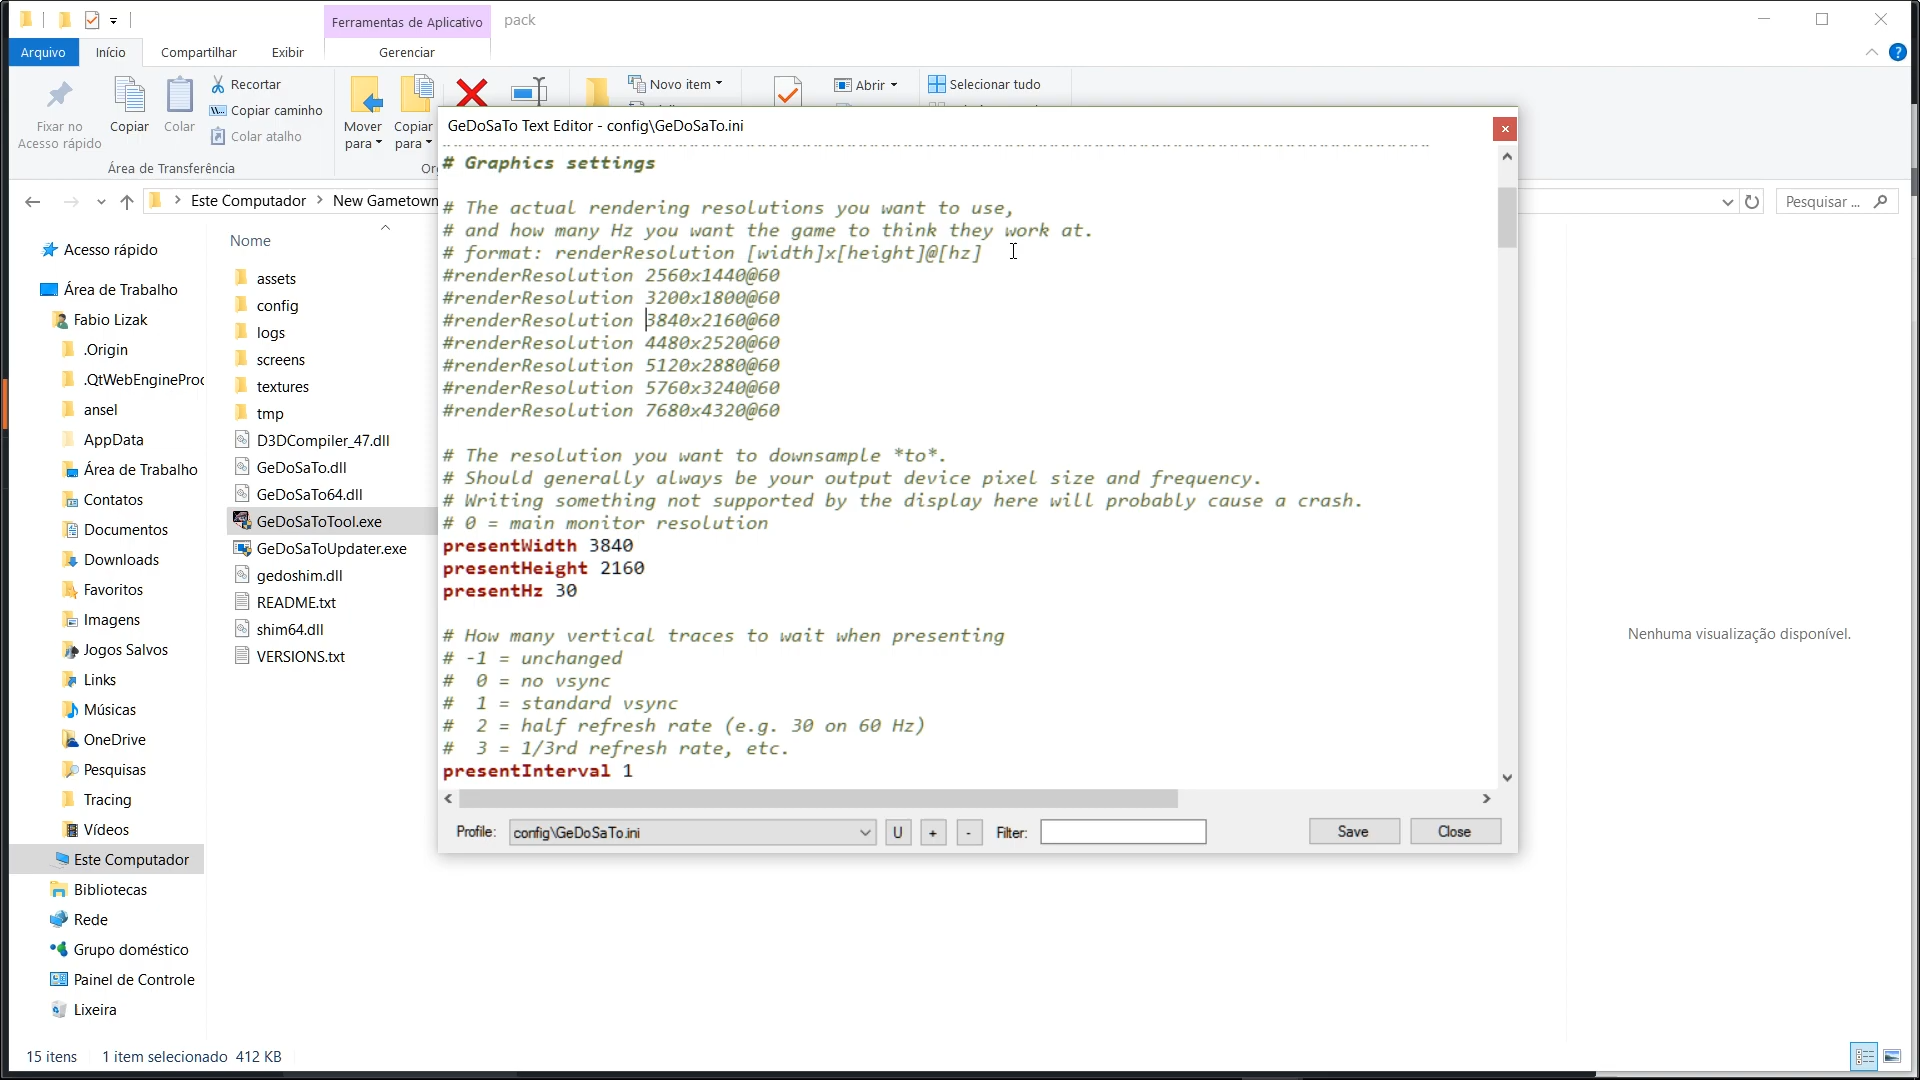 Ferramentas de Aplicativo
pack
Arquivo
Início
Compartilhar
Exibir
Gerenciar
Fixar no
Acesso rápido
Copiar
Colar
Recortar
Copiar caminho
Colar atalho
Área de Transferência
Mover
para
Copiar
para
Novo item
Abrir
Selecionar tudo
Este Computador
New Gametown
Pesquisar ...
Acesso rápido
Área de Trabalho
Fabio Lizak
.Origin
.QtWebEngineProc
ansel
AppData
Área de Trabalho
Contatos
Documentos
Downloads
Favoritos
Imagens
Jogos Salvos
Links
Músicas
OneDrive
Pesquisas
Tracing
Vídeos
Este Computador
Bibliotecas
Rede
Grupo doméstico
Painel de Controle
Lixeira
Nome
assets
config
logs
screens
textures
tmp
D3DCompiler_47.dll
GeDoSaTo.dll
GeDoSaTo64.dll
GeDoSaToTool.exe
GeDoSaToUpdater.exe
gedoshim.dll
README.txt
shim64.dll
VERSIONS.txt
GeDoSaTo Text Editor - config\GeDoSaTo.ini
# Graphics settings
# The actual rendering resolutions you want to use,
# and how many Hz you want the game to think they work at.
# format: renderResolution [width]x[height]@[hz]
#renderResolution 2560x1440@60
#renderResolution 3200x1800@60
#renderResolution 3840x2160@60
#renderResolution 4480x2520@60
#renderResolution 5120x2880@60
#renderResolution 5760x3240@60
#renderResolution 7680x4320@60
# The resolution you want to downsample *to*.
# Should generally always be your output device pixel size and frequency.
# Writing something not supported by the display here will probably cause a crash.
# 0 = main monitor resolution
presentWidth 3840
presentHeight 2160
presentHz 30
# How many vertical traces to wait when presenting
# -1 = unchanged
#  0 = no vsync
#  1 = standard vsync
#  2 = half refresh rate (e.g. 30 on 60 Hz)
#  3 = 1/3rd refresh rate, etc.
presentInterval 1
Profile:
config\GeDoSaTo.ini
U
+
-
Filter:
Save
Close
Nenhuma visualização disponível.
15 itens
1 item selecionado 412 KB